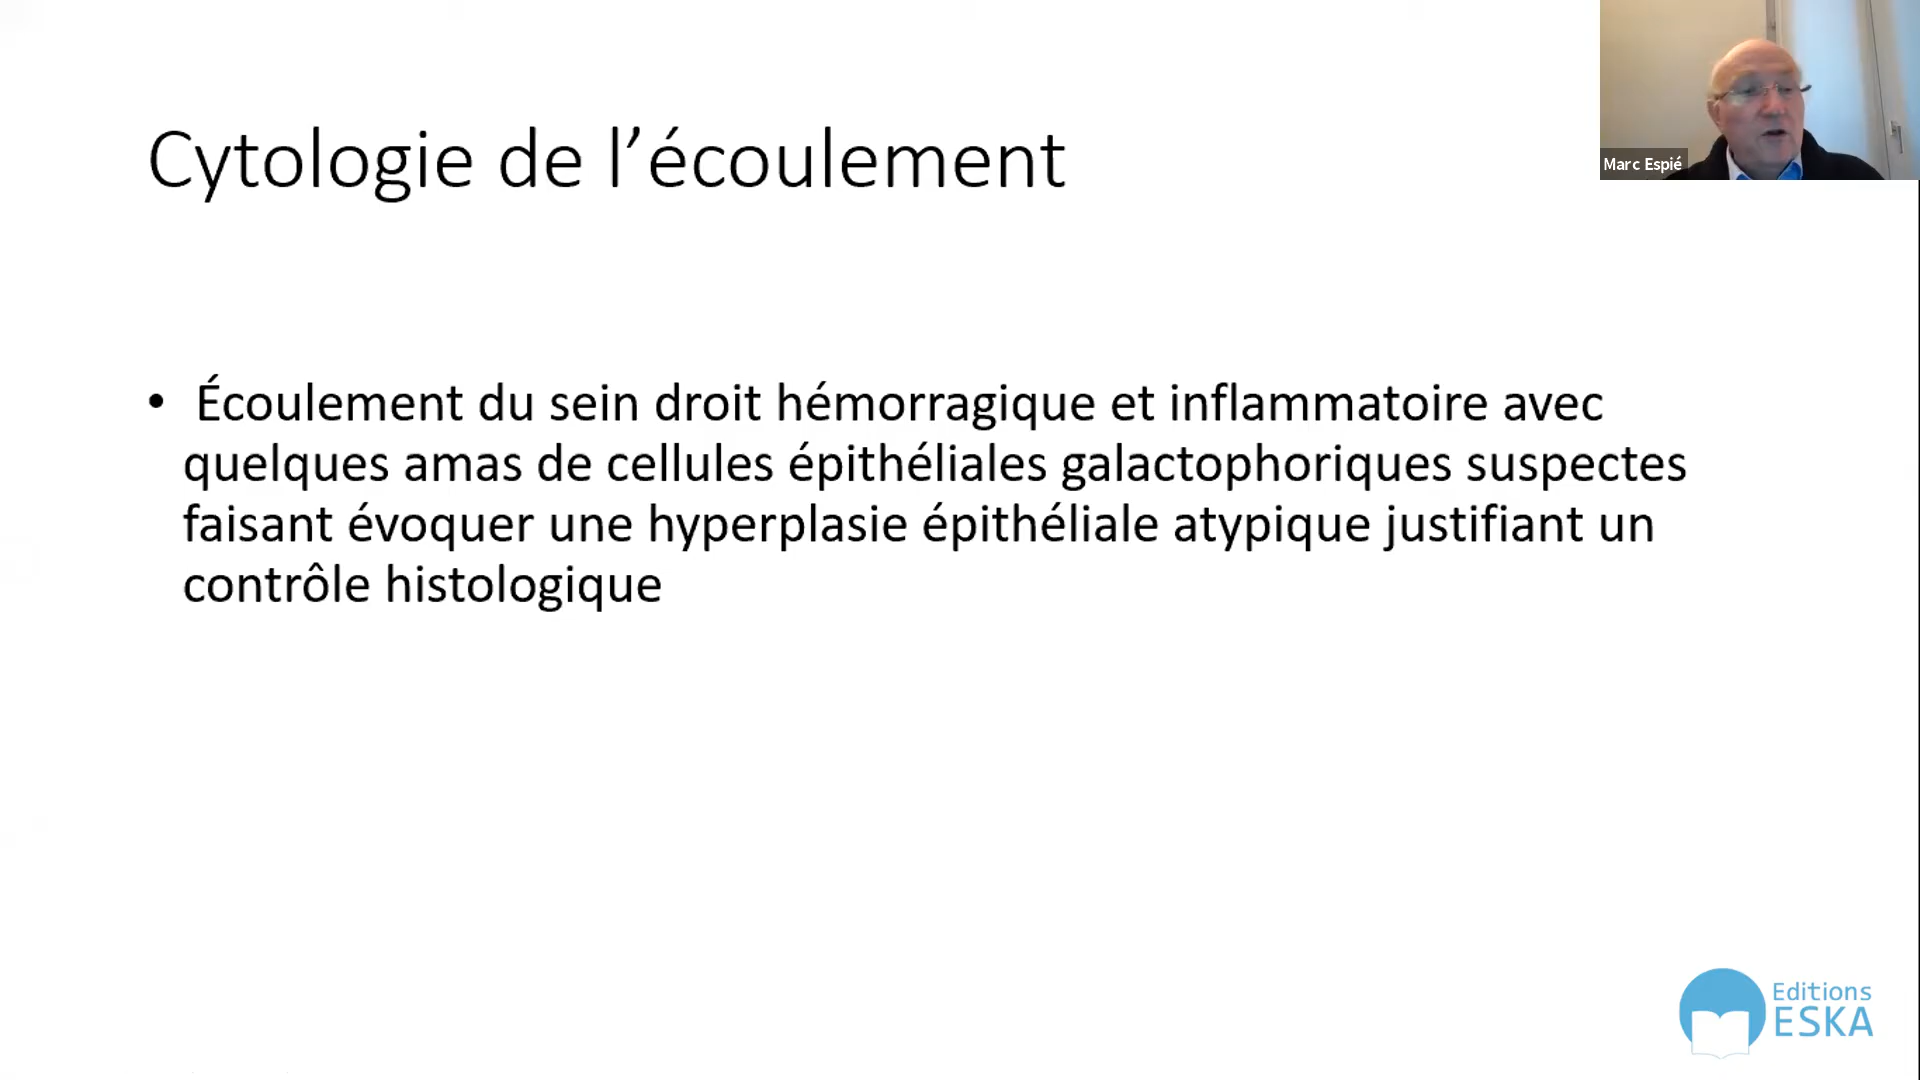 Cytologie de l’écoulement
Marc Espié
• Écoulement du sein droit hémorragique et inflammatoire avec
quelques amas de cellules épithéliales galactophoriques suspectes
faisant évoquer une hyperplasie épithéliale atypique justifiant un
contrôle histologique
Editions
ESKA